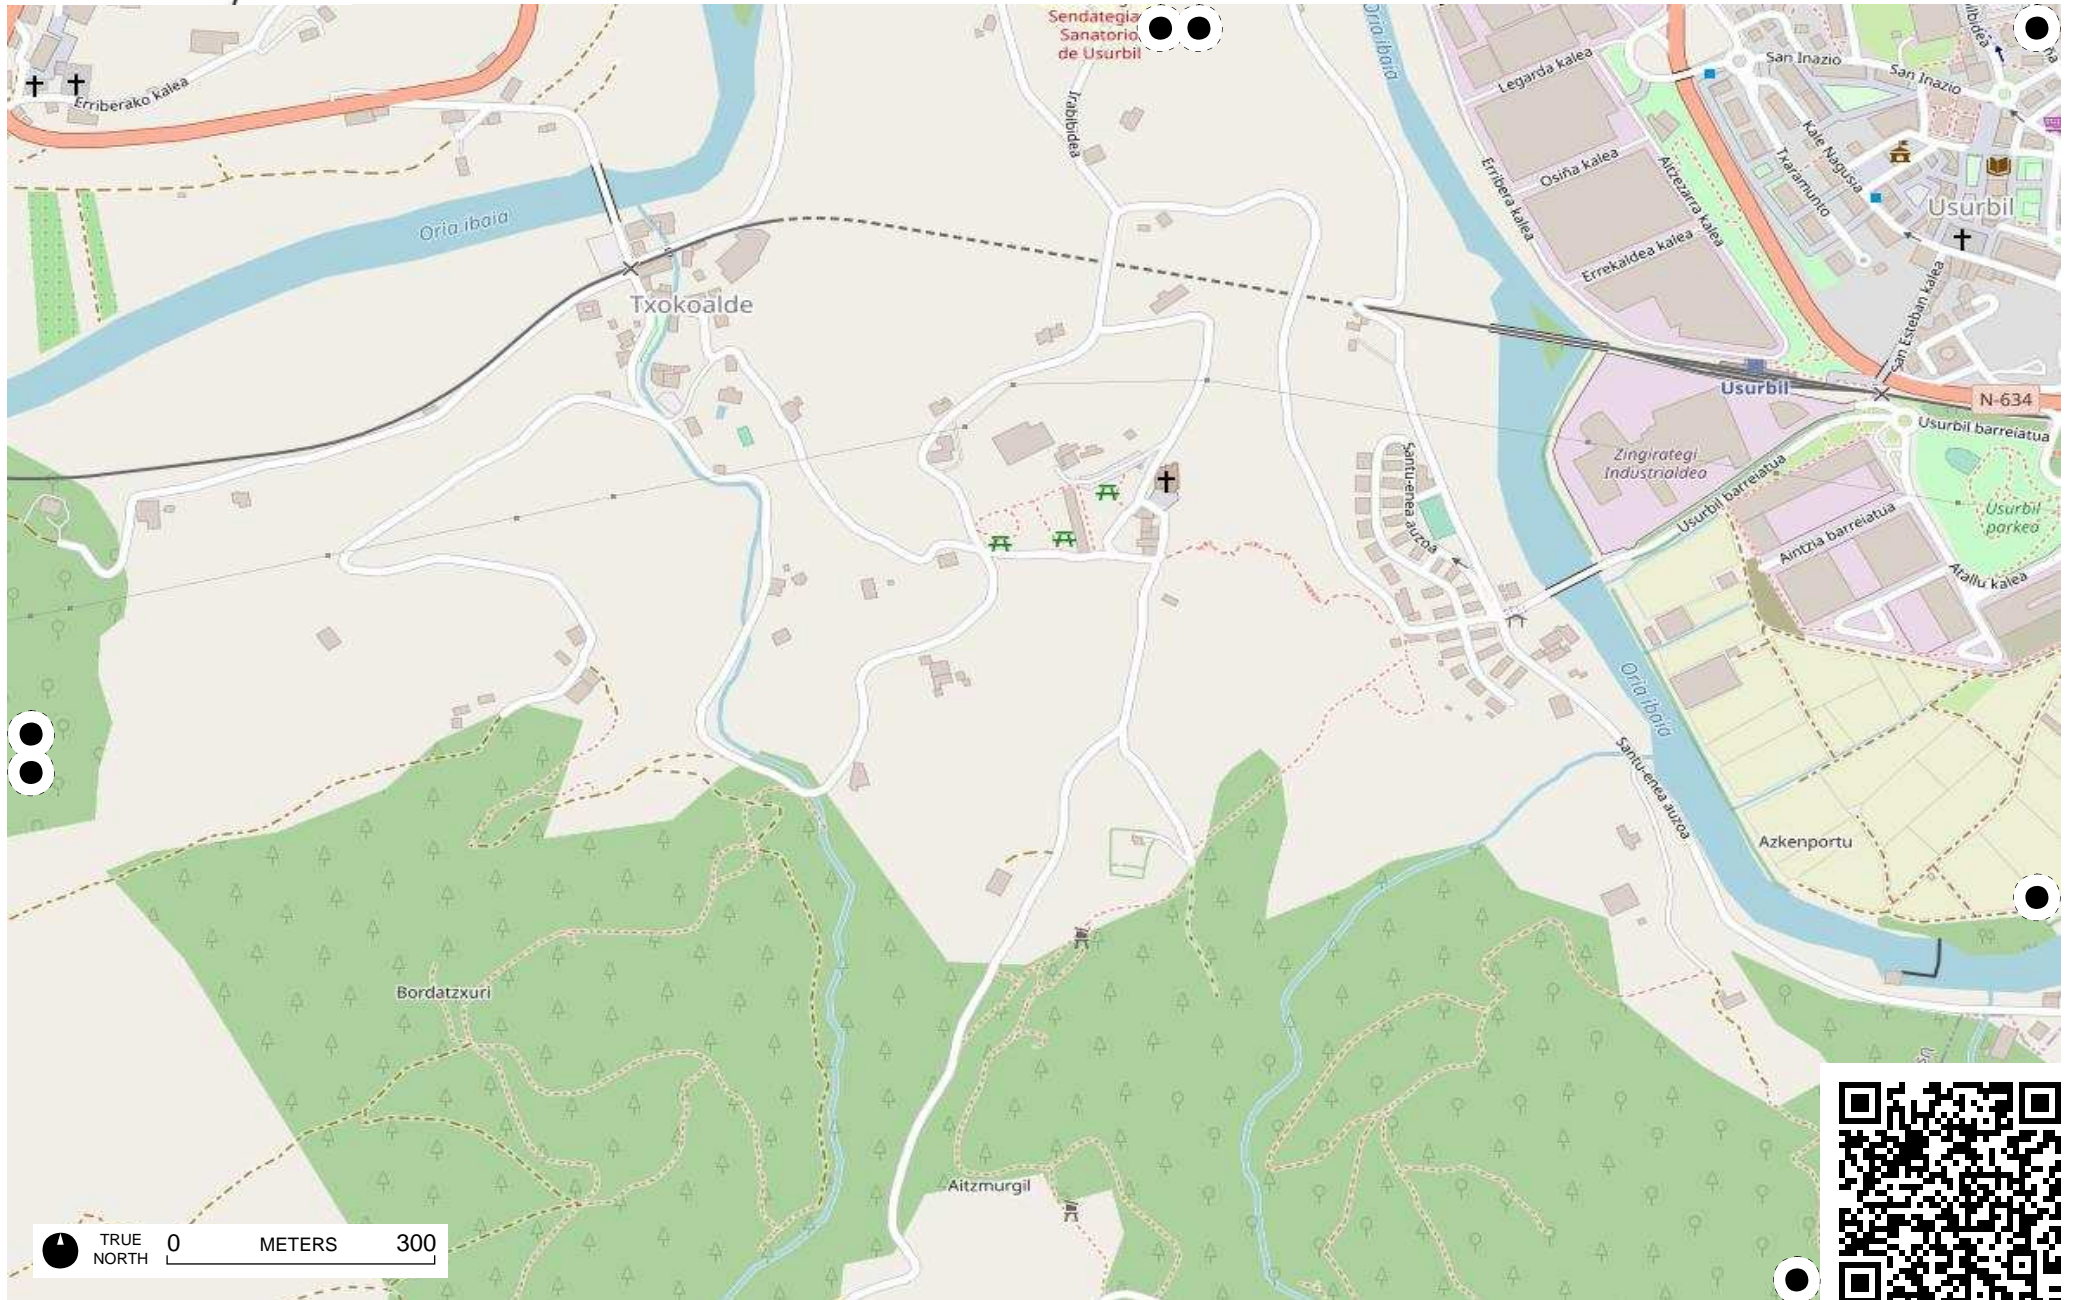 Sendategia
Sanatorio
de Usurbil
Oria ibaia
Legarda kalea
San Inazio
San Inazio
Erriberako kalea
Irabibidea
Osiña kalea
Aitzezarra kalea
Erribera kalea
Kale Nagusia
Txaramunto
Usurbil
Oria ibaia
Errekaldea kalea
San Esteban kalea
Txokoalde
Usurbil
N-634
Usurbil barreiatua
Zingirategi
Industrialdea
Santu-enea auzoa
Usurbil barreiatua
Usurbil
parkea
Aintzia barreiatua
Atallu kalea
Oria ibaia
Santu-enea auzoa
Azkenportu
Bordatzxuri
Aitzmurgil
TRUE
NORTH
0 METERS 300